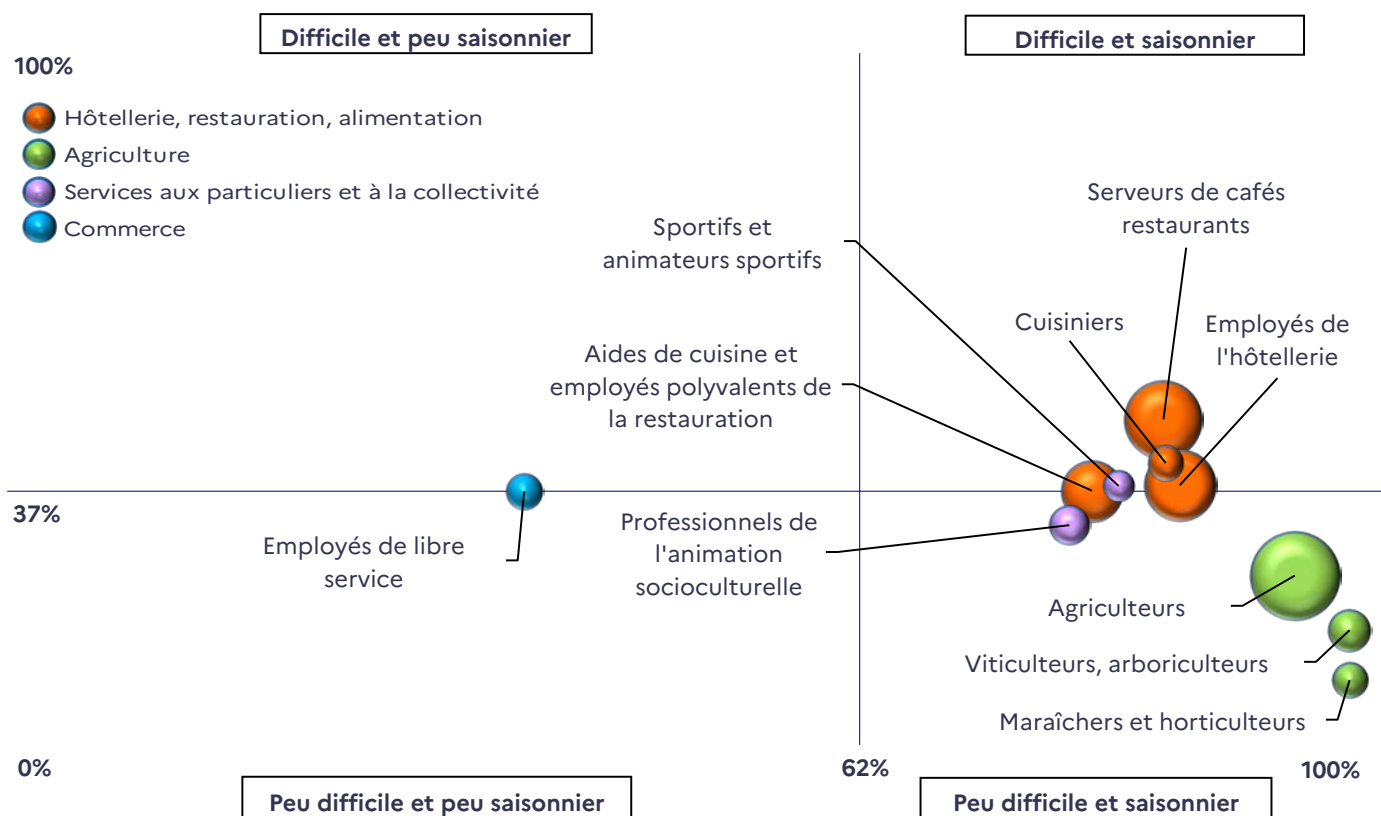 Difficile et peu saisonnier
Difficile et saisonnier
100%
Hôtellerie, restauration, alimentation
Agriculture
Services aux particuliers et à la collectivité
Commerce
Serveurs de cafés
restaurants
Sportifs et
animateurs sportifs
Cuisiniers
Employés de
l'hôtellerie
Aides de cuisine et
employés polyvalents de
la restauration
37%
Employés de libre
service
Professionnels de
l'animation
socioculturelle
Agriculteurs
Viticulteurs, arboriculteurs
Maraîchers et horticulteurs
0%
62%
100%
Peu difficile et peu saisonnier
Peu difficile et saisonnier